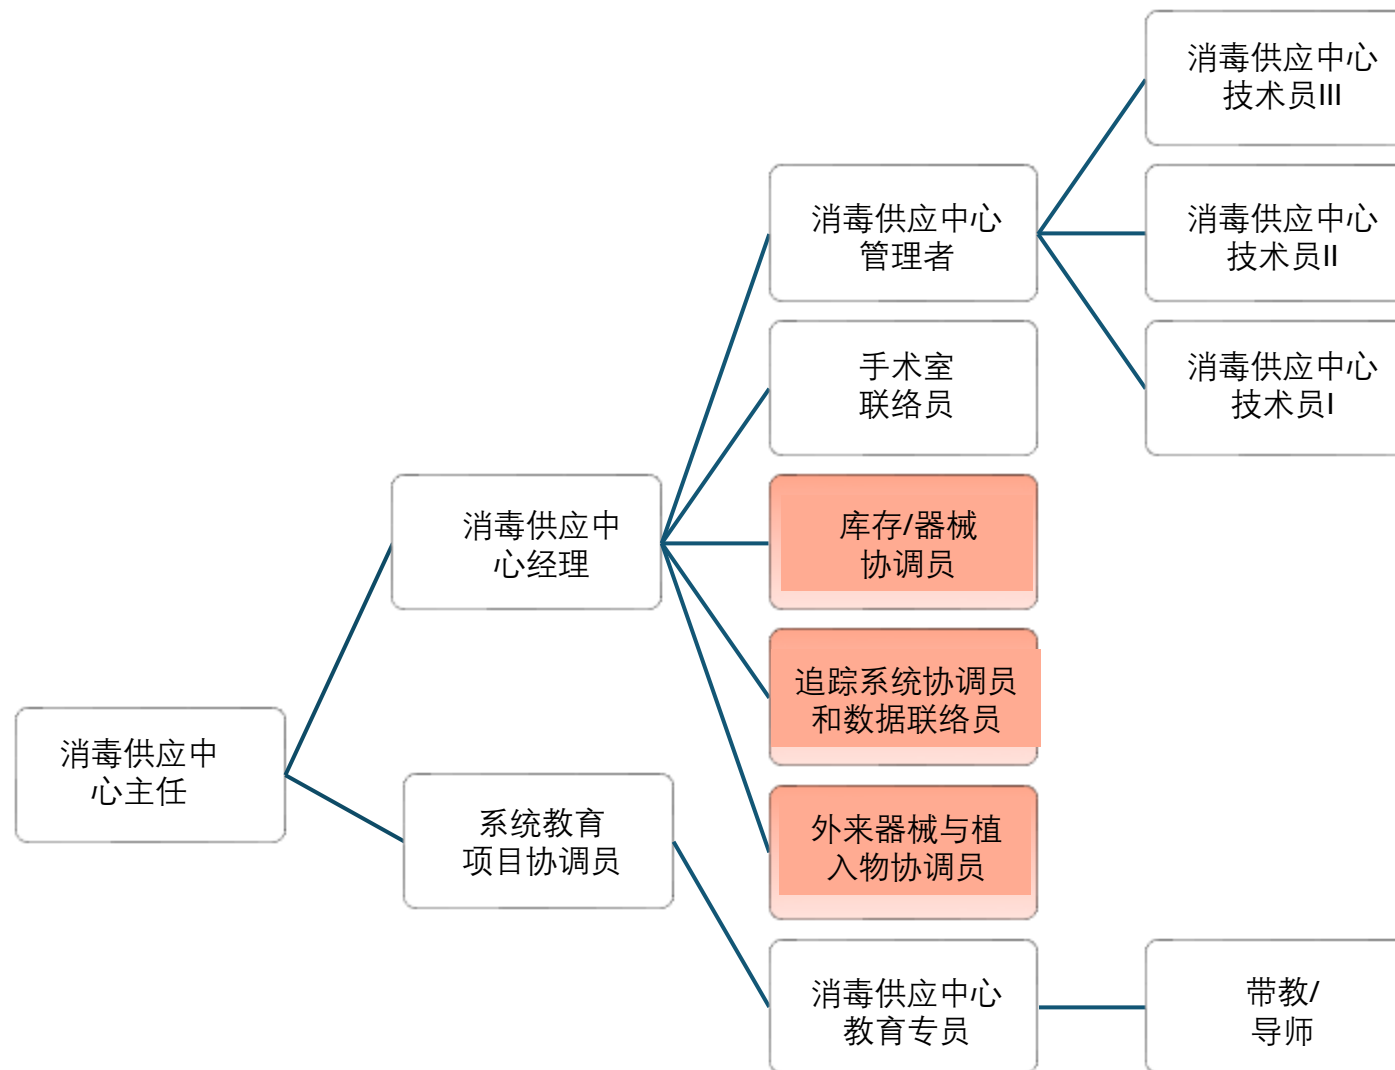 消毒供应中心
技术员III
消毒供应中心
管理者
消毒供应中心
技术员II
手术室
联络员
消毒供应中心
技术员I
消毒供应中
心经理
库存/器械
协调员
追踪系统协调员
和数据联络员
消毒供应中
心主任
系统教育
项目协调员
外来器械与植
入物协调员
消毒供应中心
教育专员
带教/
导师